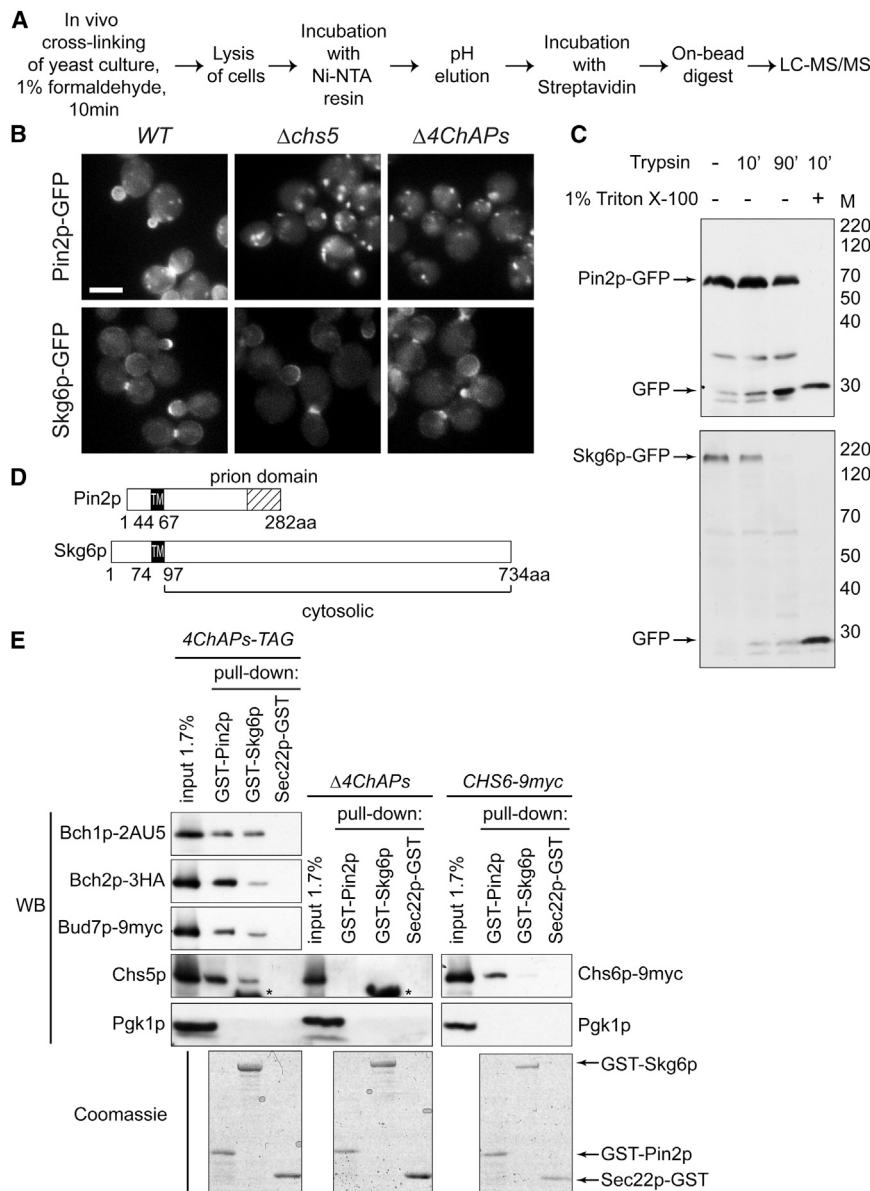 A
In vivo
cross-linking
of yeast culture,
1% formaldehyde,
10min
Lysis
of cells
Incubation
with
Ni-NTA
resin
pH
elution
Incubation
with
Streptavidin
On-bead
digest
LC-MS/MS
B
WT
Δchs5
Δ4ChAPs
Pin2p-GFP
Skg6p-GFP
C
Trypsin - 10' 90' 10'
1% Triton X-100 - - - +
M
220
120
70
50
40
30
Pin2p-GFP
GFP
220
120
70
50
40
30
Skg6p-GFP
GFP
D
prion domain
Pin2p
TM
1 44 67 282aa
Skg6p
TM
1 74 97 734aa
cytosolic
E
4ChAPs-TAG
pull-down:
input 1.7%
GST-Pin2p
GST-Skg6p
Sec22p-GST
Δ4ChAPs
pull-down:
input 1.7%
GST-Pin2p
GST-Skg6p
Sec22p-GST
CHS6-9myc
pull-down:
input 1.7%
GST-Pin2p
GST-Skg6p
Sec22p-GST
WB
Bch1p-2AU5
Bch2p-3HA
Bud7p-9myc
Chs5p
*
*
Chs6p-9myc
Pgk1p
Pgk1p
Coomassie
GST-Skg6p
GST-Pin2p
Sec22p-GST